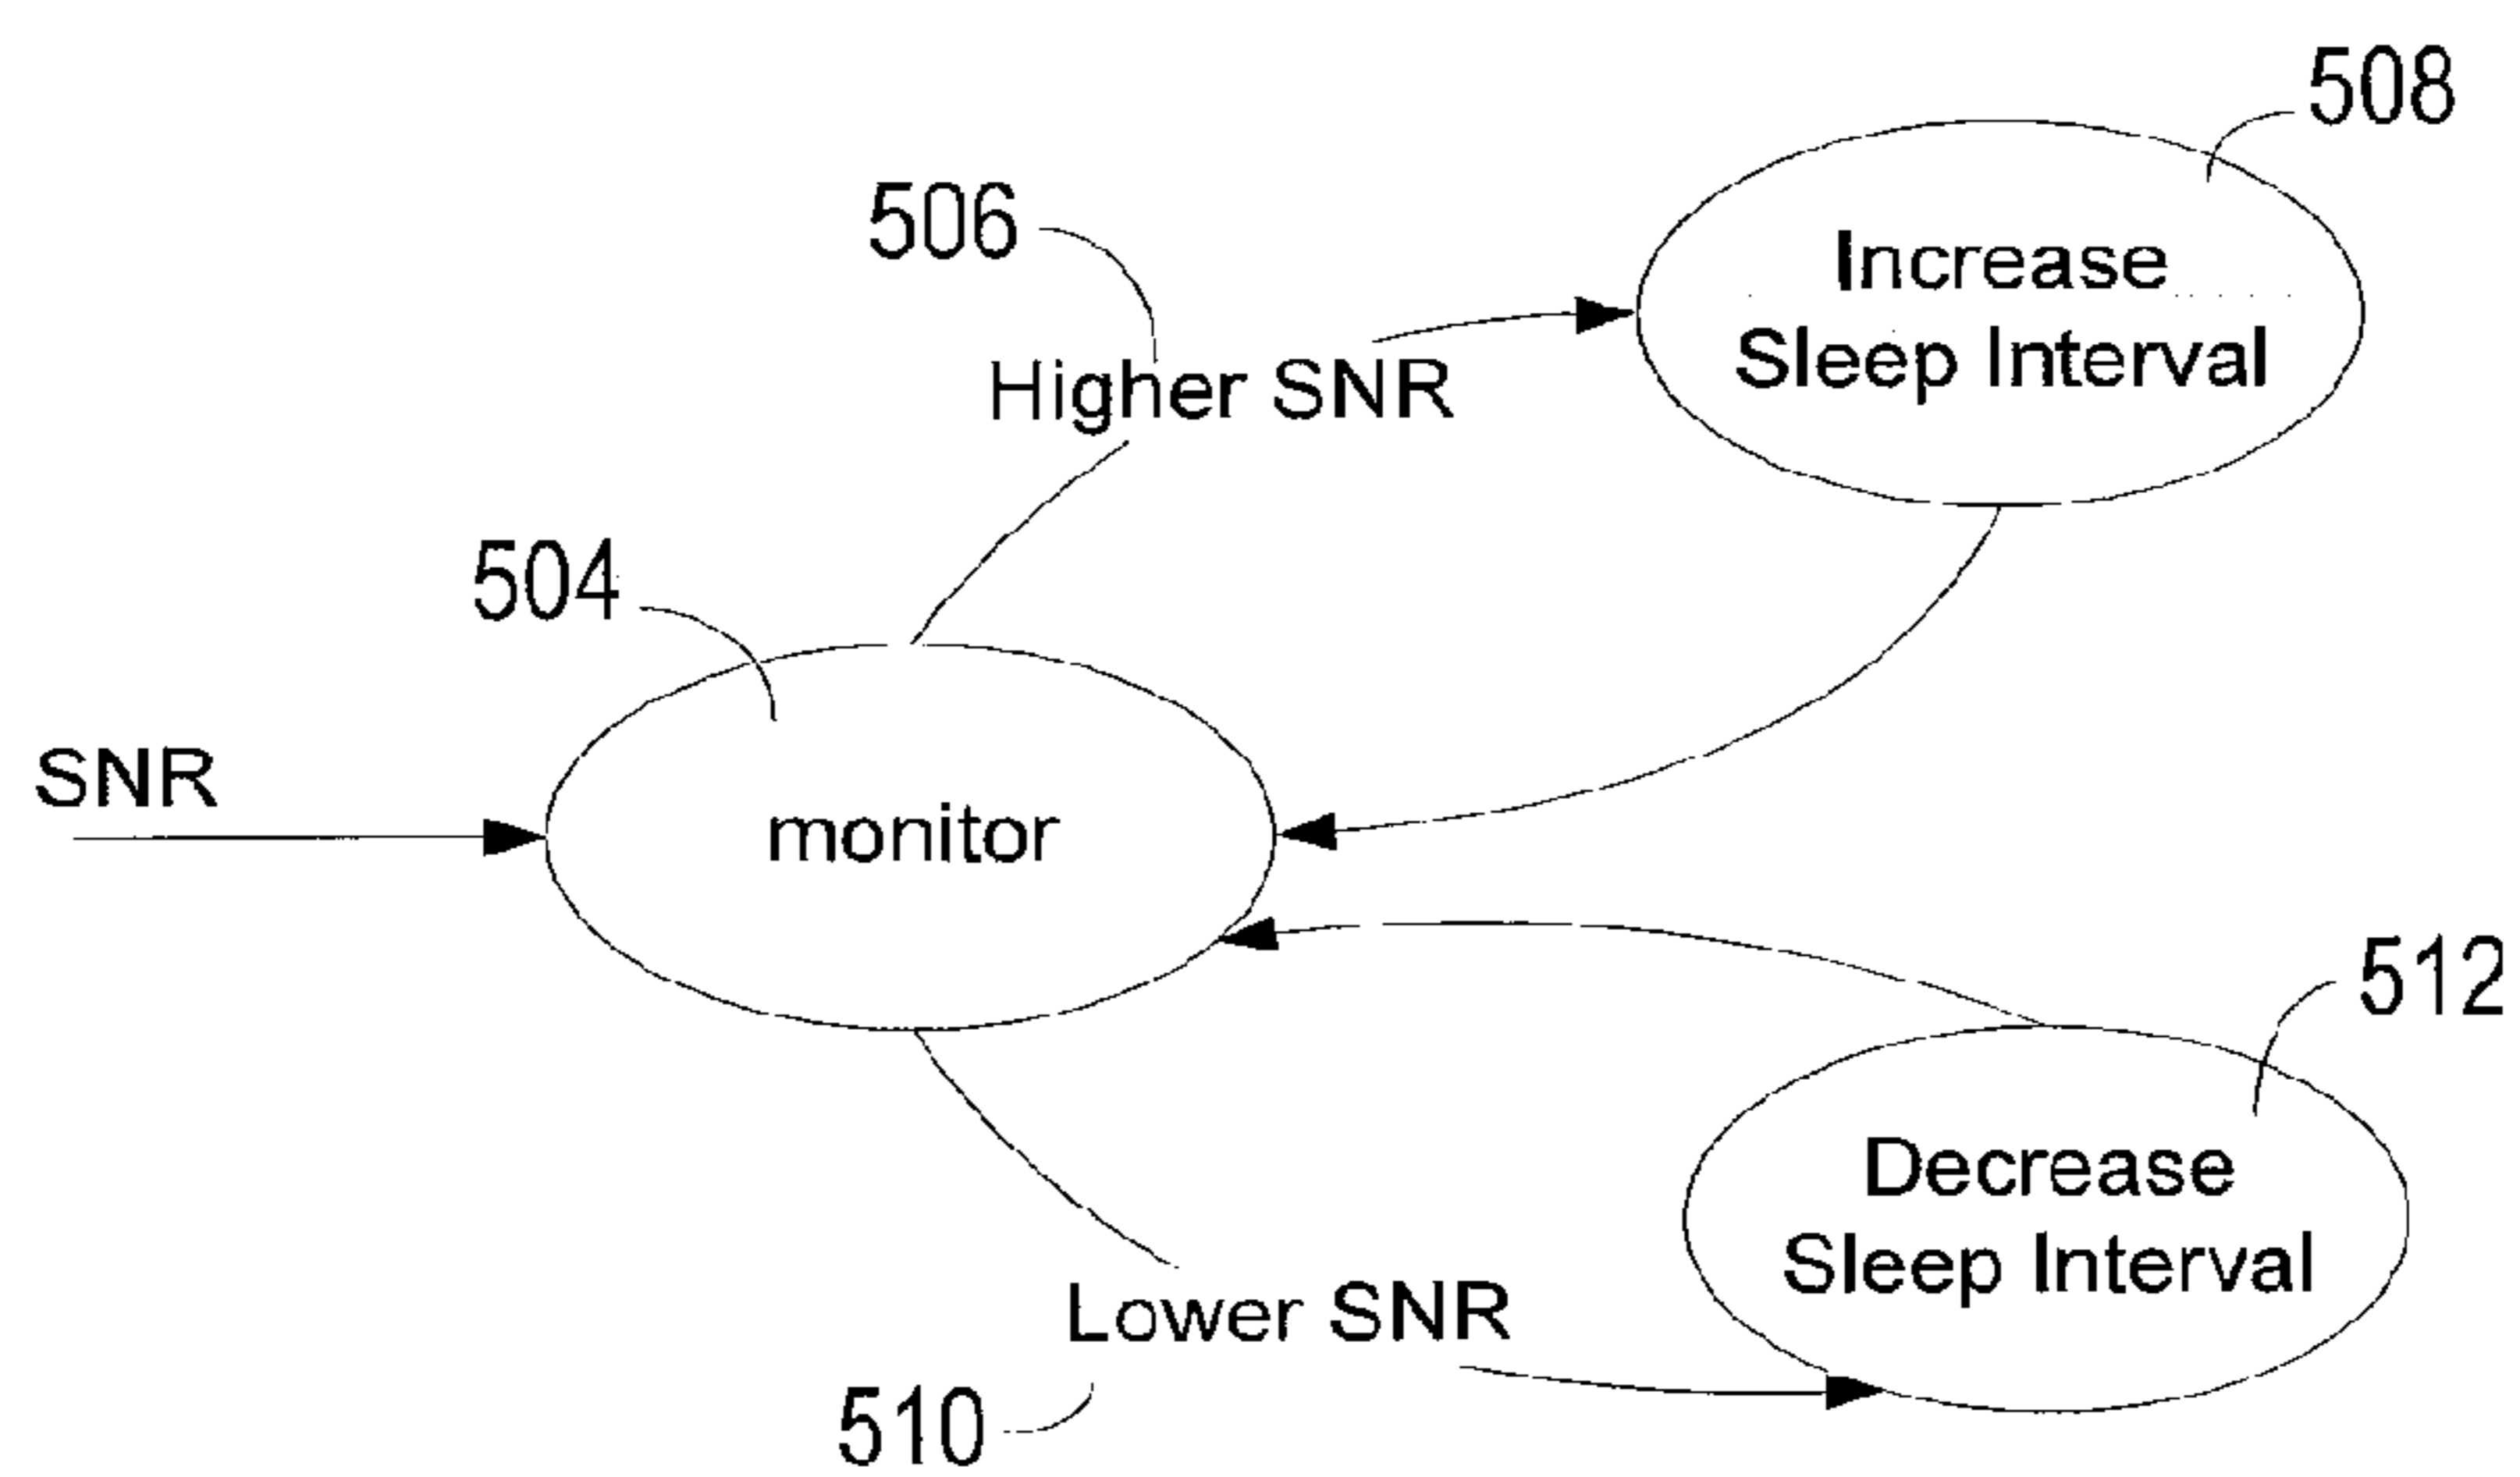 508
506
Increase
Sleep Interval
Higher SNR
504
SNR
monitor
512
Decrease
Sleep Interval
Lower SNR
510